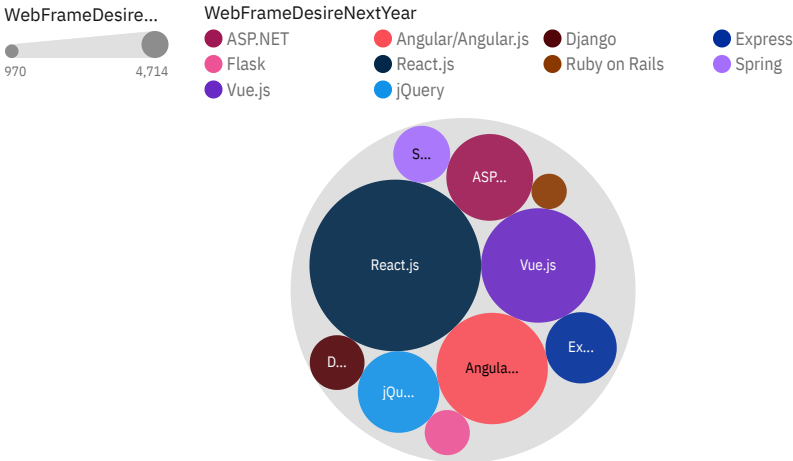 WebFrameDesire...
970 4,714
WebFrameDesireNextYear
ASP.NET Angular/Angular.js Django Express
Flask React.js Ruby on Rails Spring
Vue.js jQuery
S...
ASP...
React.js
Vue.js
Ex...
D...
Angula...
jQu...